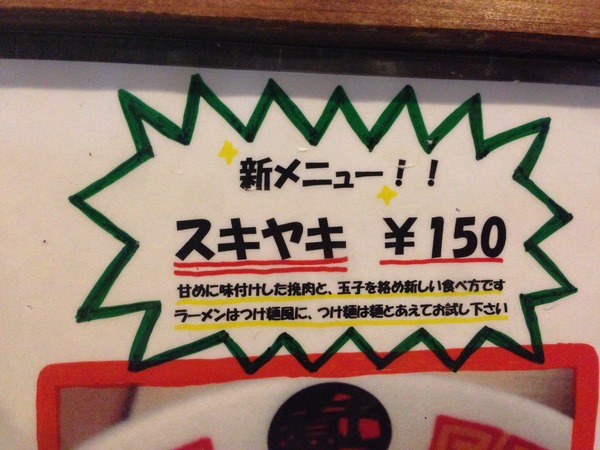 新メニュー！！
スキヤキ ￥150
甘めに味付けした挽肉と、玉子を絡め新しい食べ方です
ラーメンはつけ麺風に、つけ麺は麺とあえてお試し下さい